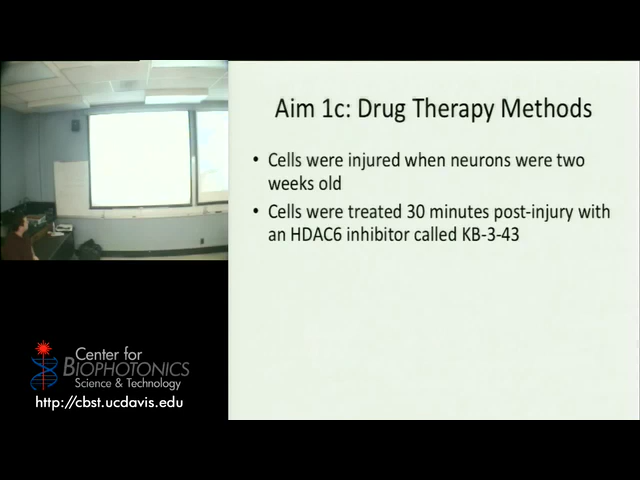 Aim 1c: Drug Therapy Methods
• Cells were injured when neurons were two
weeks old
• Cells were treated 30 minutes post-injury with
an HDAC6 inhibitor called KB-3-43
Center for
BIOPHOTONICS
Science & Technology
http://cbst.ucdavis.edu